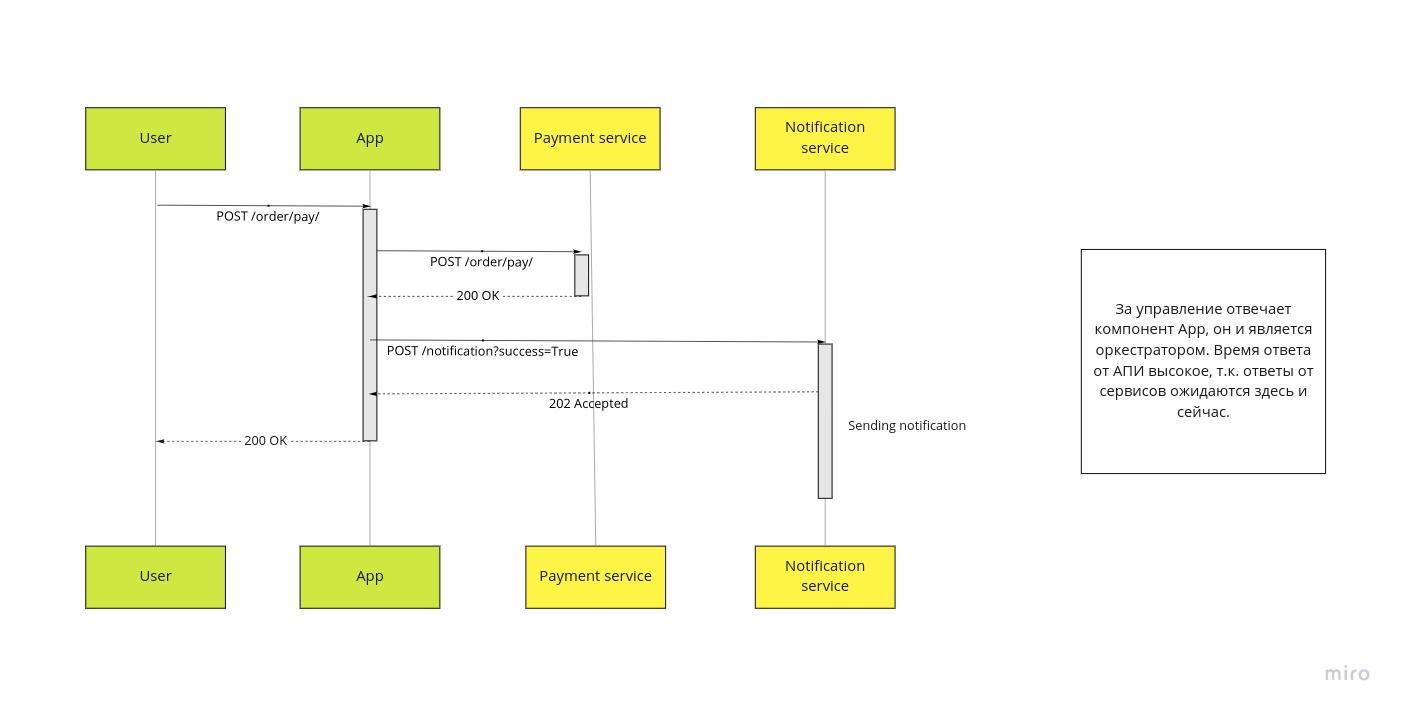 User
App
Payment service
Notification
service
POST /order/pay/
POST /order/pay/
200 OK
POST /notification?success=True
202 Accepted
Sending notification
200 OK
За управление отвечает
компонент App, он и является
оркестратором. Время ответа
от АПИ высокое, т.к. ответы от
сервисов ожидаются здесь и
сейчас.
User
App
Payment service
Notification
service
miro